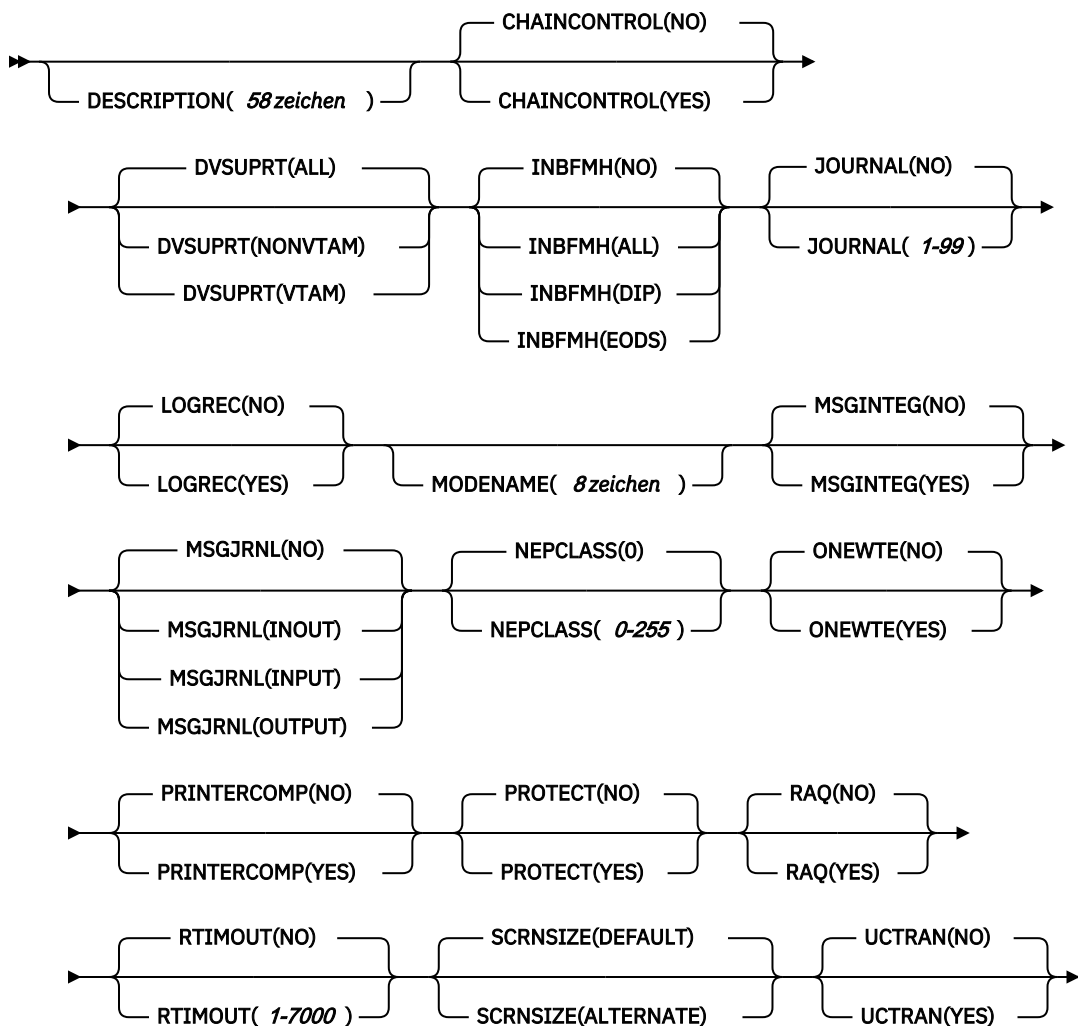 CHAINCONTROL(NO)
DESCRIPTION( 58 zeichen ) CHAINCONTROL(YES)
DVSUPRT(ALL) INBFMH(NO) JOURNAL(NO)
DVSUPRT(NONVTAM) INBFMH(ALL) JOURNAL( 1-99 )
DVSUPRT(VTAM) INBFMH(DIP)
INBFMH(EODS)
LOGREC(NO) MSGINTEG(NO)
LOGREC(YES) MODENAME( 8 zeichen ) MSGINTEG(YES)
MSGJRNL(NO) NEPCLASS(0) ONEWTE(NO)
MSGJRNL(INOUT) NEPCLASS( 0-255 ) ONEWTE(YES)
MSGJRNL(INPUT)
MSGJRNL(OUTPUT)
PRINTERCOMP(NO) PROTECT(NO) RAQ(NO)
PRINTERCOMP(YES) PROTECT(YES) RAQ(YES)
RTIMOUT(NO) SCRNSIZE(DEFAULT) UCTRAN(NO)
RTIMOUT( 1-7000 ) SCRNSIZE(ALTERNATE) UCTRAN(YES)